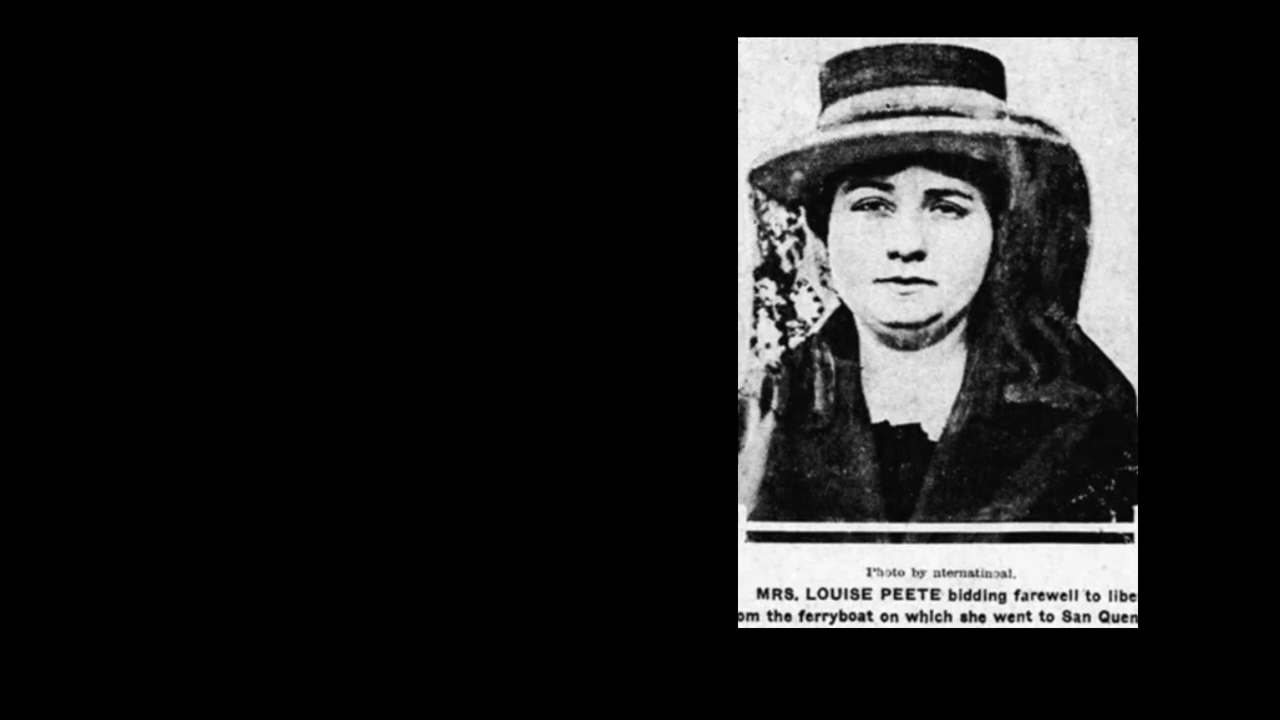 Photo by nternatinoal.
MRS. LOUISE PEETE bidding farewell to libe
om the ferryboat on which she went to San Quen